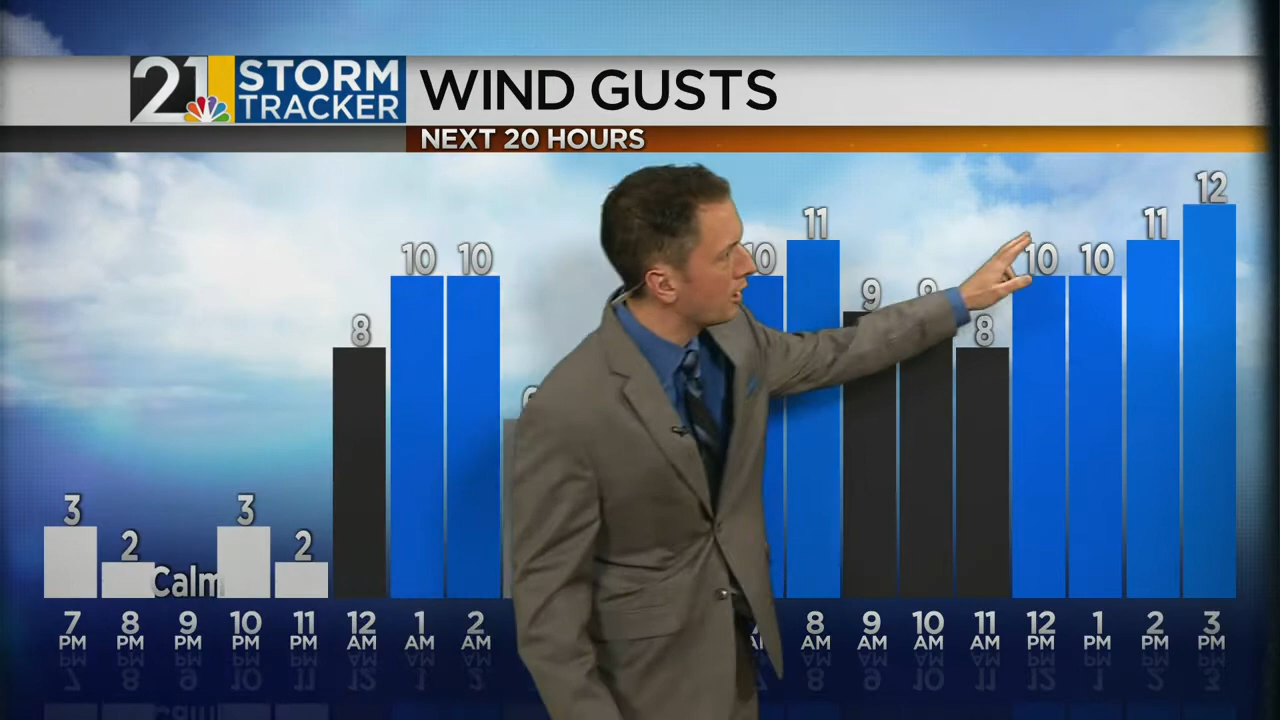 21 STORM TRACKER
WIND GUSTS
NEXT 20 HOURS
3 2 Calm 3 2 8 10 10 10 11 9 8 10 10 11 12
7 PM 8 PM 9 PM 10 PM 11 PM 12 AM 1 AM 2 AM 8 AM 9 AM 10 AM 11 AM 12 PM 1 PM 2 PM 3 PM